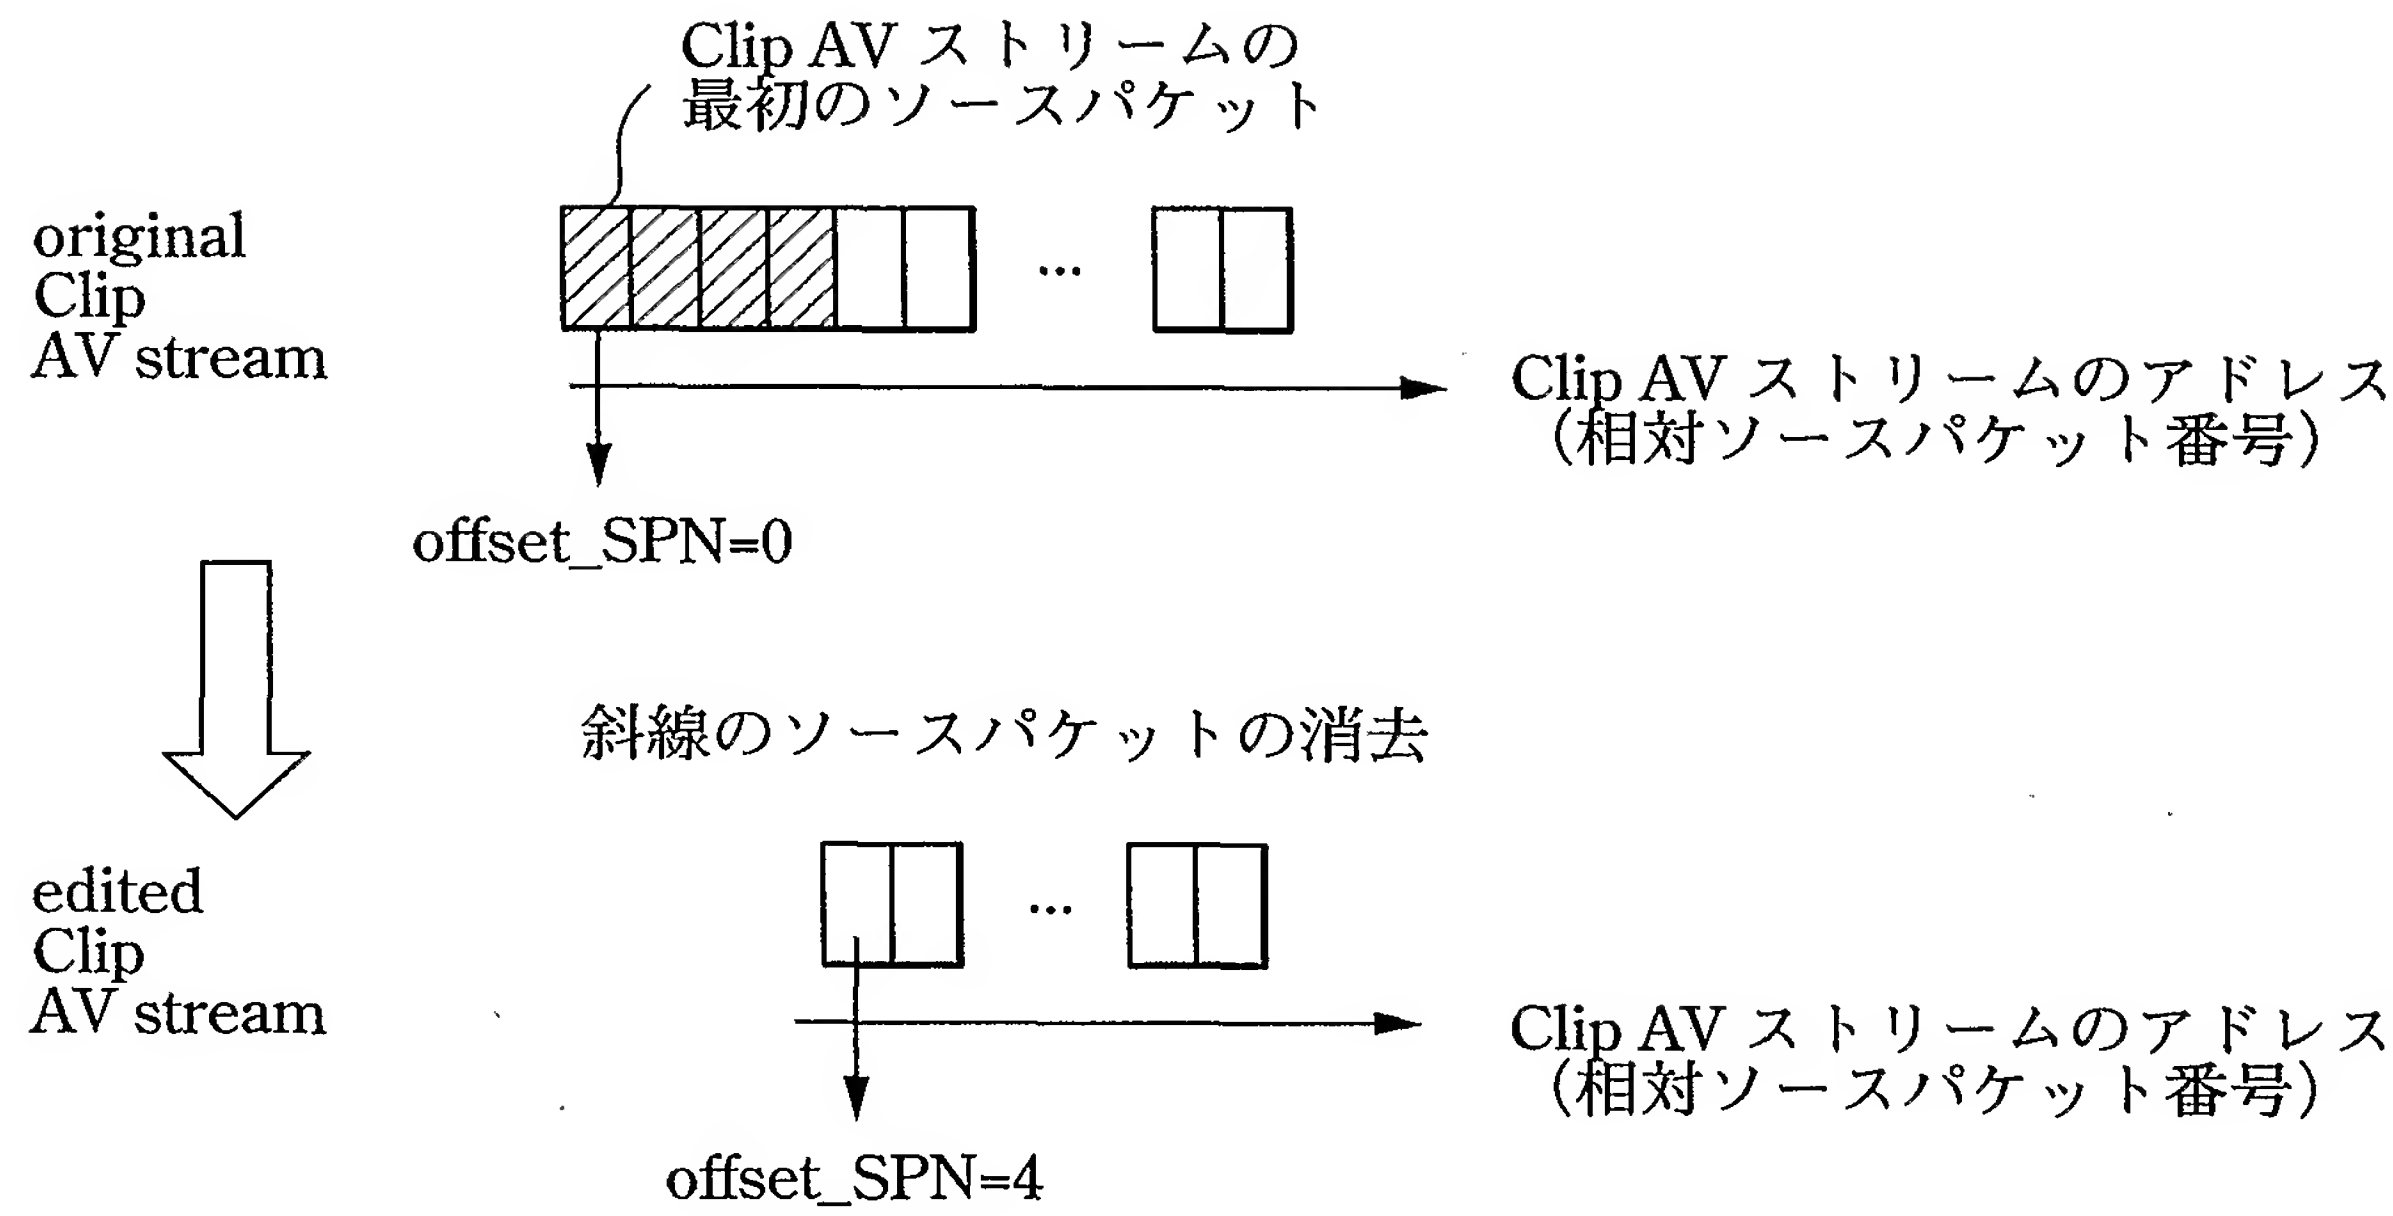 Clip AV ストリームの
最初のソースパケット
original
Clip
AV stream
Clip AV ストリームのアドレス
(相対ソースパケット番号)
offset_SPN=0
斜線のソースパケットの消去
edited
Clip
AV stream
Clip AV ストリームのアドレス
(相対ソースパケット番号)
offset_SPN=4